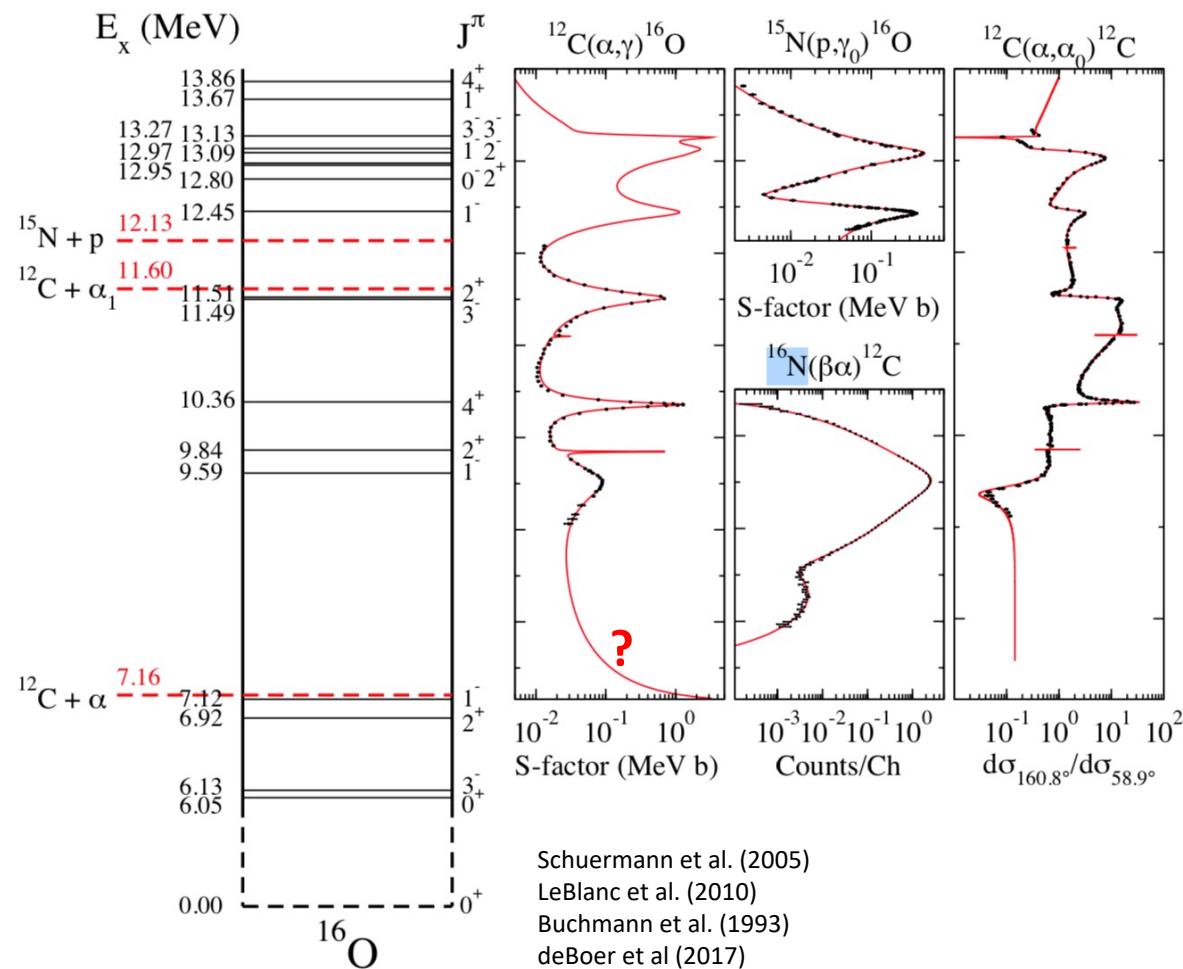 E_x (MeV)
J^π
13.86 4⁺
13.67 1⁺
13.27 13.13 3⁻3⁻
12.97 13.09 1⁻2⁻
12.95 12.80 0⁻2⁺
12.45 1⁻
¹⁵N + p 12.13
¹²C + α₁ 11.60
11.51 2⁺
11.49 3⁻
10.36 4⁺
9.84 2⁺
9.59 1⁻
¹²C + α 7.16
7.12 1⁻
6.92 2⁺
6.13 3⁻
6.05 0⁺
0.00 0⁺
¹⁶O
¹²C(α,γ)¹⁶O
?
10⁻² 10⁻¹ 10⁰
S-factor (MeV b)
¹⁵N(p,γ₀)¹⁶O
10⁻² 10⁻¹
S-factor (MeV b)
¹⁶N(βα)¹²C
10⁻³ 10⁻² 10⁻¹ 10⁰
Counts/Ch
¹²C(α,α₀)¹²C
10⁻¹ 10⁰ 10¹ 10²
dσ₁₆₀.₈°/dσ₅₈.₉°
Schuermann et al. (2005)
LeBlanc et al. (2010)
Buchmann et al. (1993)
deBoer et al (2017)